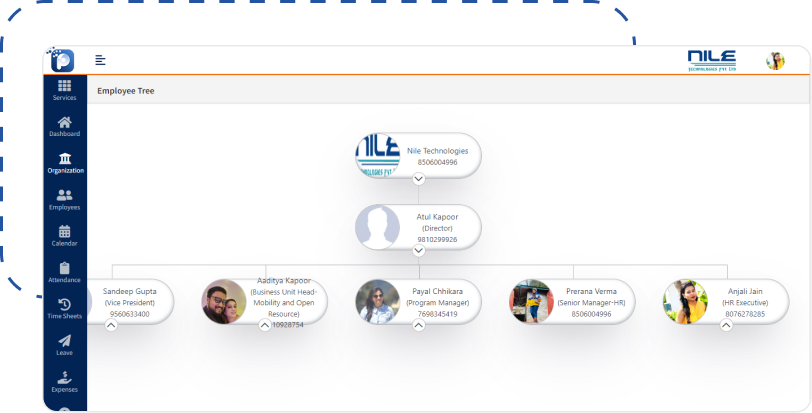 NILE
TECHNOLOGIES PVT LTD
Services
Employee Tree
Dashboard
Organization
Employees
Calendar
Attendance
Time Sheets
Leave
Expenses
NILE
Nile Technologies
8506004996
Atul Kapoor
(Director)
9810299926
Sandeep Gupta
(Vice President)
9560633400
Aaditya Kapoor
(Business Unit Head-
Mobility and Open
Resource)
10928754
Payal Chhikara
(Program Manager)
7698345419
Prerana Verma
(Senior Manager-HR)
8506004996
Anjali Jain
(HR Executive)
8076278285